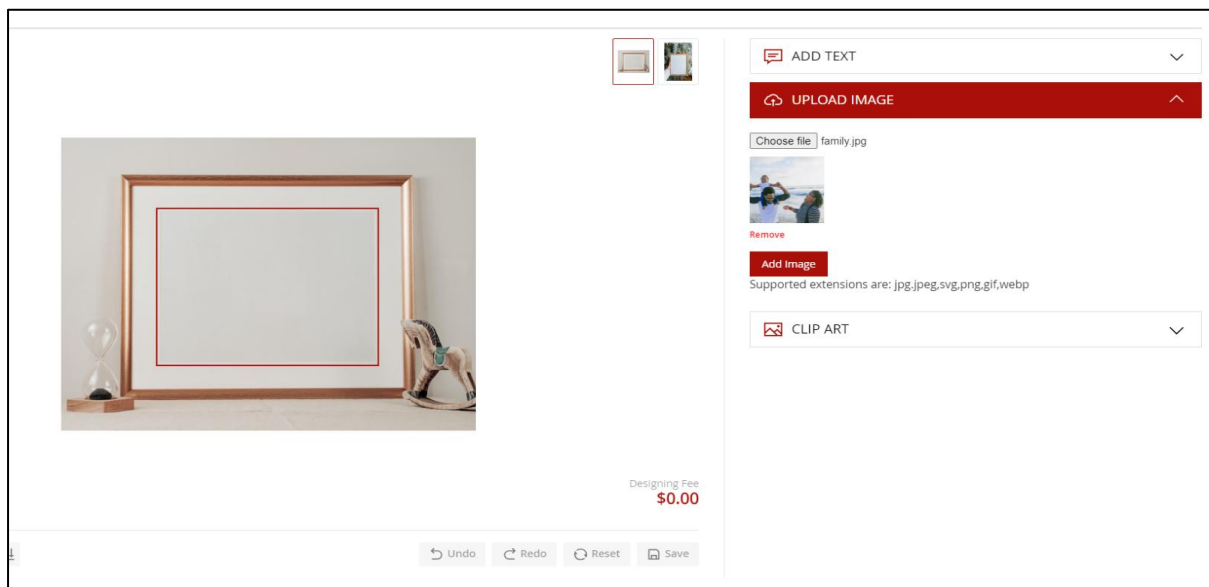 ADD TEXT
UPLOAD IMAGE
Choose file family.jpg
Remove
Add Image
Supported extensions are: jpg.jpeg,svg,png,gif,webp
CLIP ART
Designing Fee
$0.00
Undo Redo Reset Save